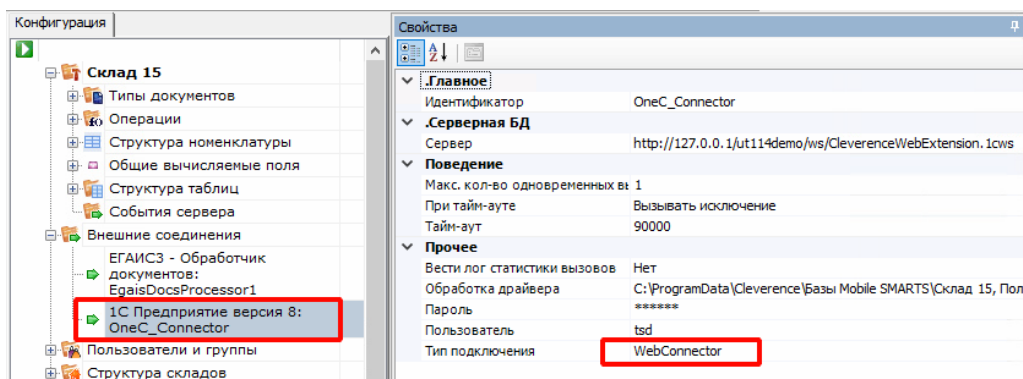 Конфигурация
Склад 15
Типы документов
Операции
Структура номенклатуры
Общие вычисляемые поля
Структура таблиц
События сервера
Внешние соединения
ЕГАИС3 - Обработчик
документов:
EgaisDocsProcessor1
1С Предприятие версия 8:
OneC_Connector
Пользователи и группы
Структура складов
Свойства
.Главное
Идентификатор OneC_Connector
.Серверная БД
Сервер http://127.0.0.1/ut114demo/ws/CleverenceWebExtension.1cws
Поведение
Макс. кол-во одновременных вы 1
При тайм-ауте Вызывать исключение
Тайм-аут 90000
Прочее
Вести лог статистики вызовов Нет
Обработка драйвера C:\ProgramData\Cleverence\Базы Mobile SMARTS\Склад 15, Пол
Пароль ******
Пользователь tsd
Тип подключения WebConnector